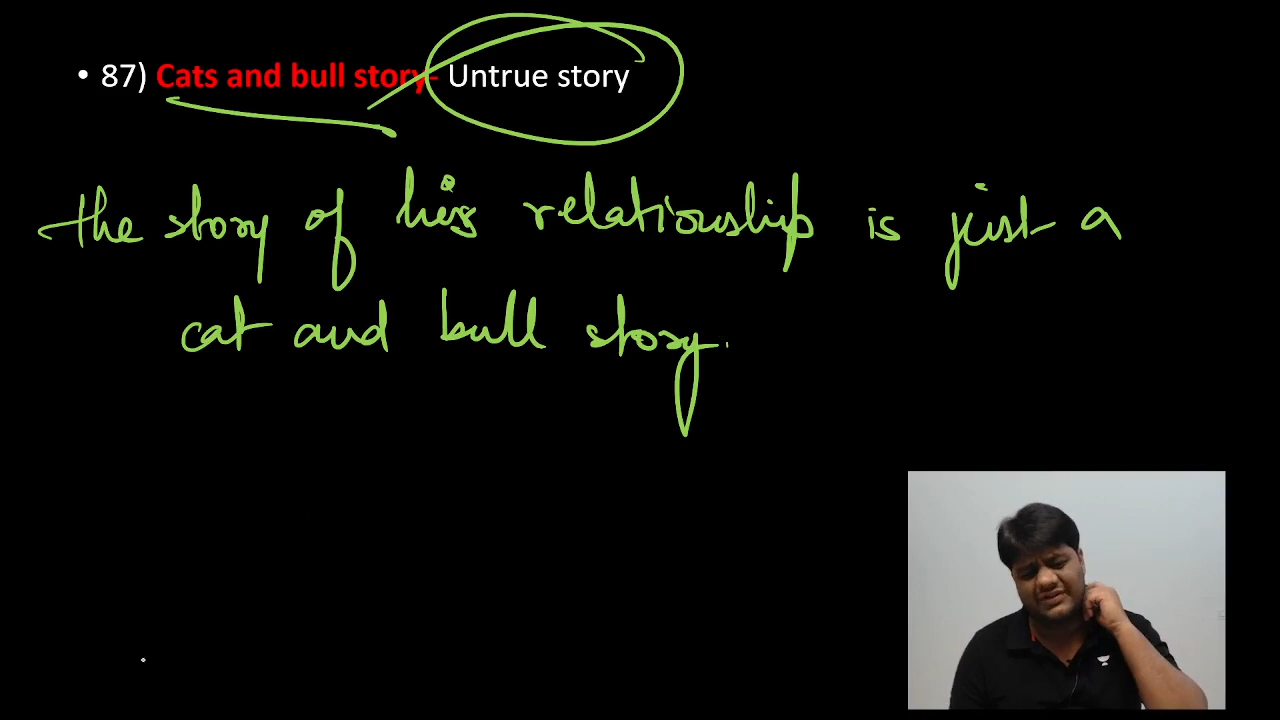 • 87) Cats and bull story- Untrue story
the story of his relationship is just a
cat and bull story.